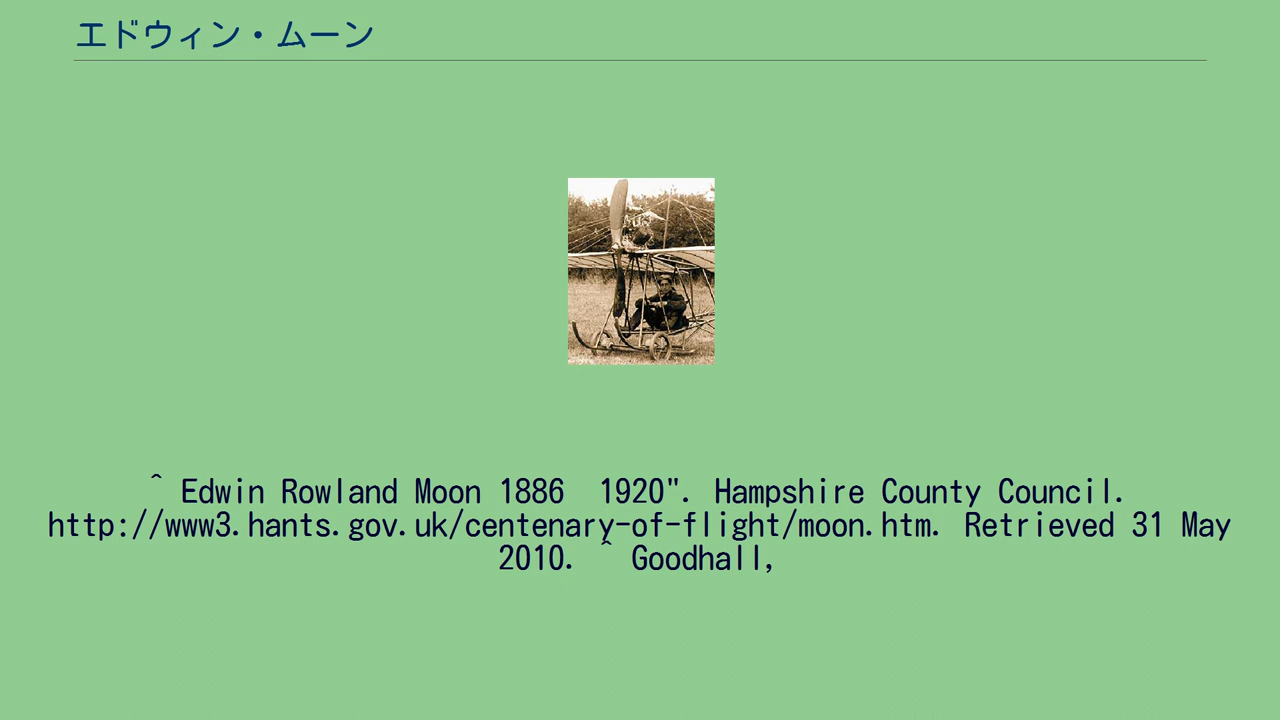 エドウィン・ムーン
^ Edwin Rowland Moon 1886  1920". Hampshire County Council.
http://www3.hants.gov.uk/centenary-of-flight/moon.htm. Retrieved 31 May
2010. ^ Goodhall,